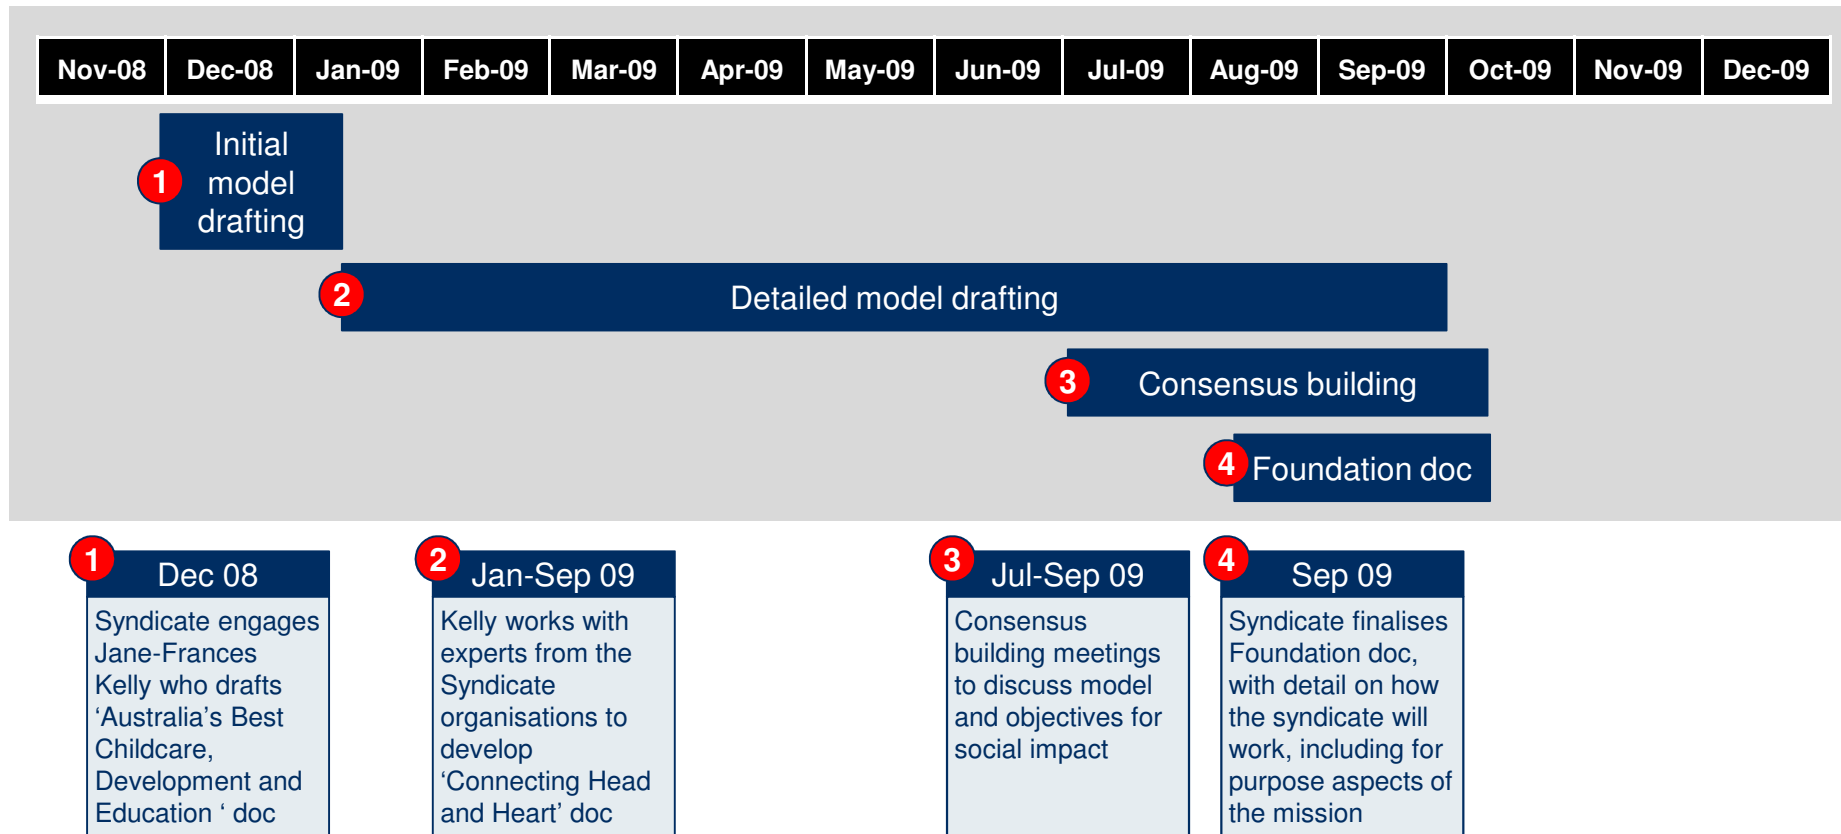 Nov-08 Dec-08 Jan-09 Feb-09 Mar-09 Apr-09 May-09 Jun-09 Jul-09 Aug-09 Sep-09 Oct-09 Nov-09 Dec-09
1
Initial
model
drafting
2
Detailed model drafting
3
Consensus building
4
Foundation doc
1
Dec 08
Syndicate engages
Jane-Frances
Kelly who drafts
‘Australia’s Best
Childcare,
Development and
Education ‘ doc
2
Jan-Sep 09
Kelly works with
experts from the
Syndicate
organisations to
develop
‘Connecting Head
and Heart’ doc
3
Jul-Sep 09
Consensus
building meetings
to discuss model
and objectives for
social impact
4
Sep 09
Syndicate finalises
Foundation doc,
with detail on how
the syndicate will
work, including for
purpose aspects of
the mission